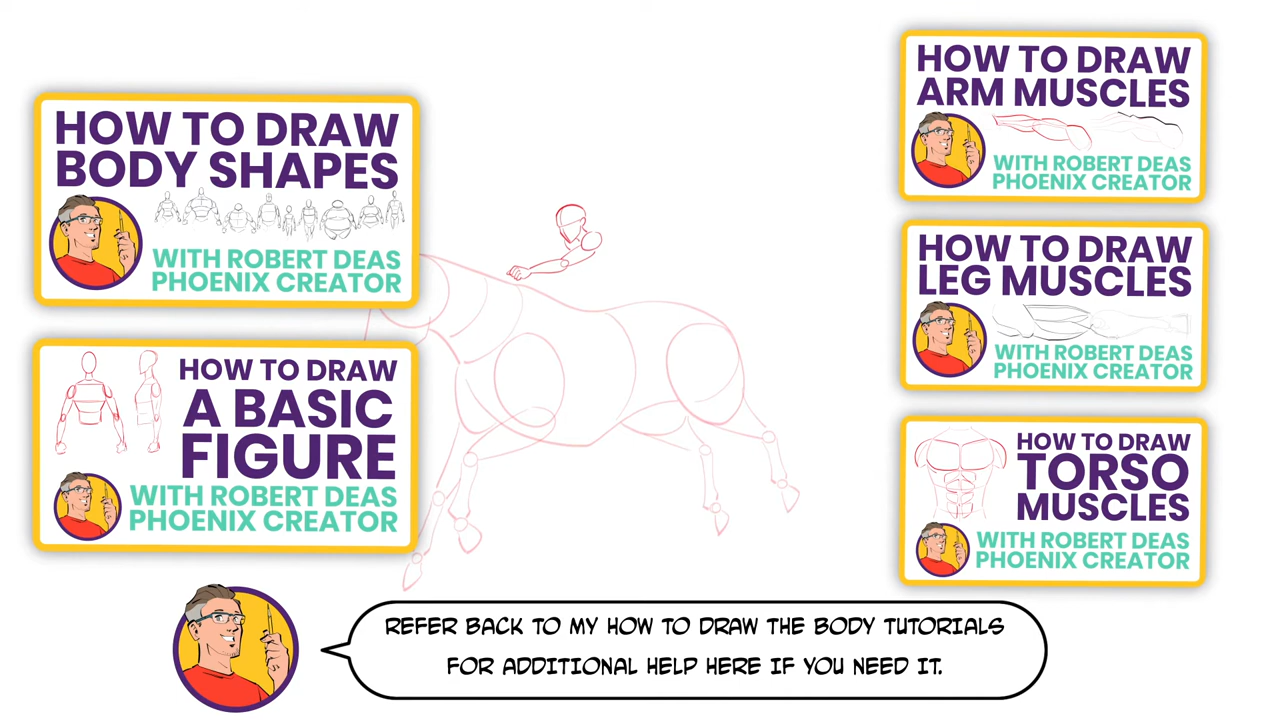 HOW TO DRAW
BODY SHAPES
WITH ROBERT DEAS
PHOENIX CREATOR
HOW TO DRAW
A BASIC
FIGURE
WITH ROBERT DEAS
PHOENIX CREATOR
HOW TO DRAW
ARM MUSCLES
WITH ROBERT DEAS
PHOENIX CREATOR
HOW TO DRAW
LEG MUSCLES
WITH ROBERT DEAS
PHOENIX CREATOR
HOW TO DRAW
TORSO
MUSCLES
WITH ROBERT DEAS
PHOENIX CREATOR
REFER BACK TO MY HOW TO DRAW THE BODY TUTORIALS
FOR ADDITIONAL HELP HERE IF YOU NEED IT.